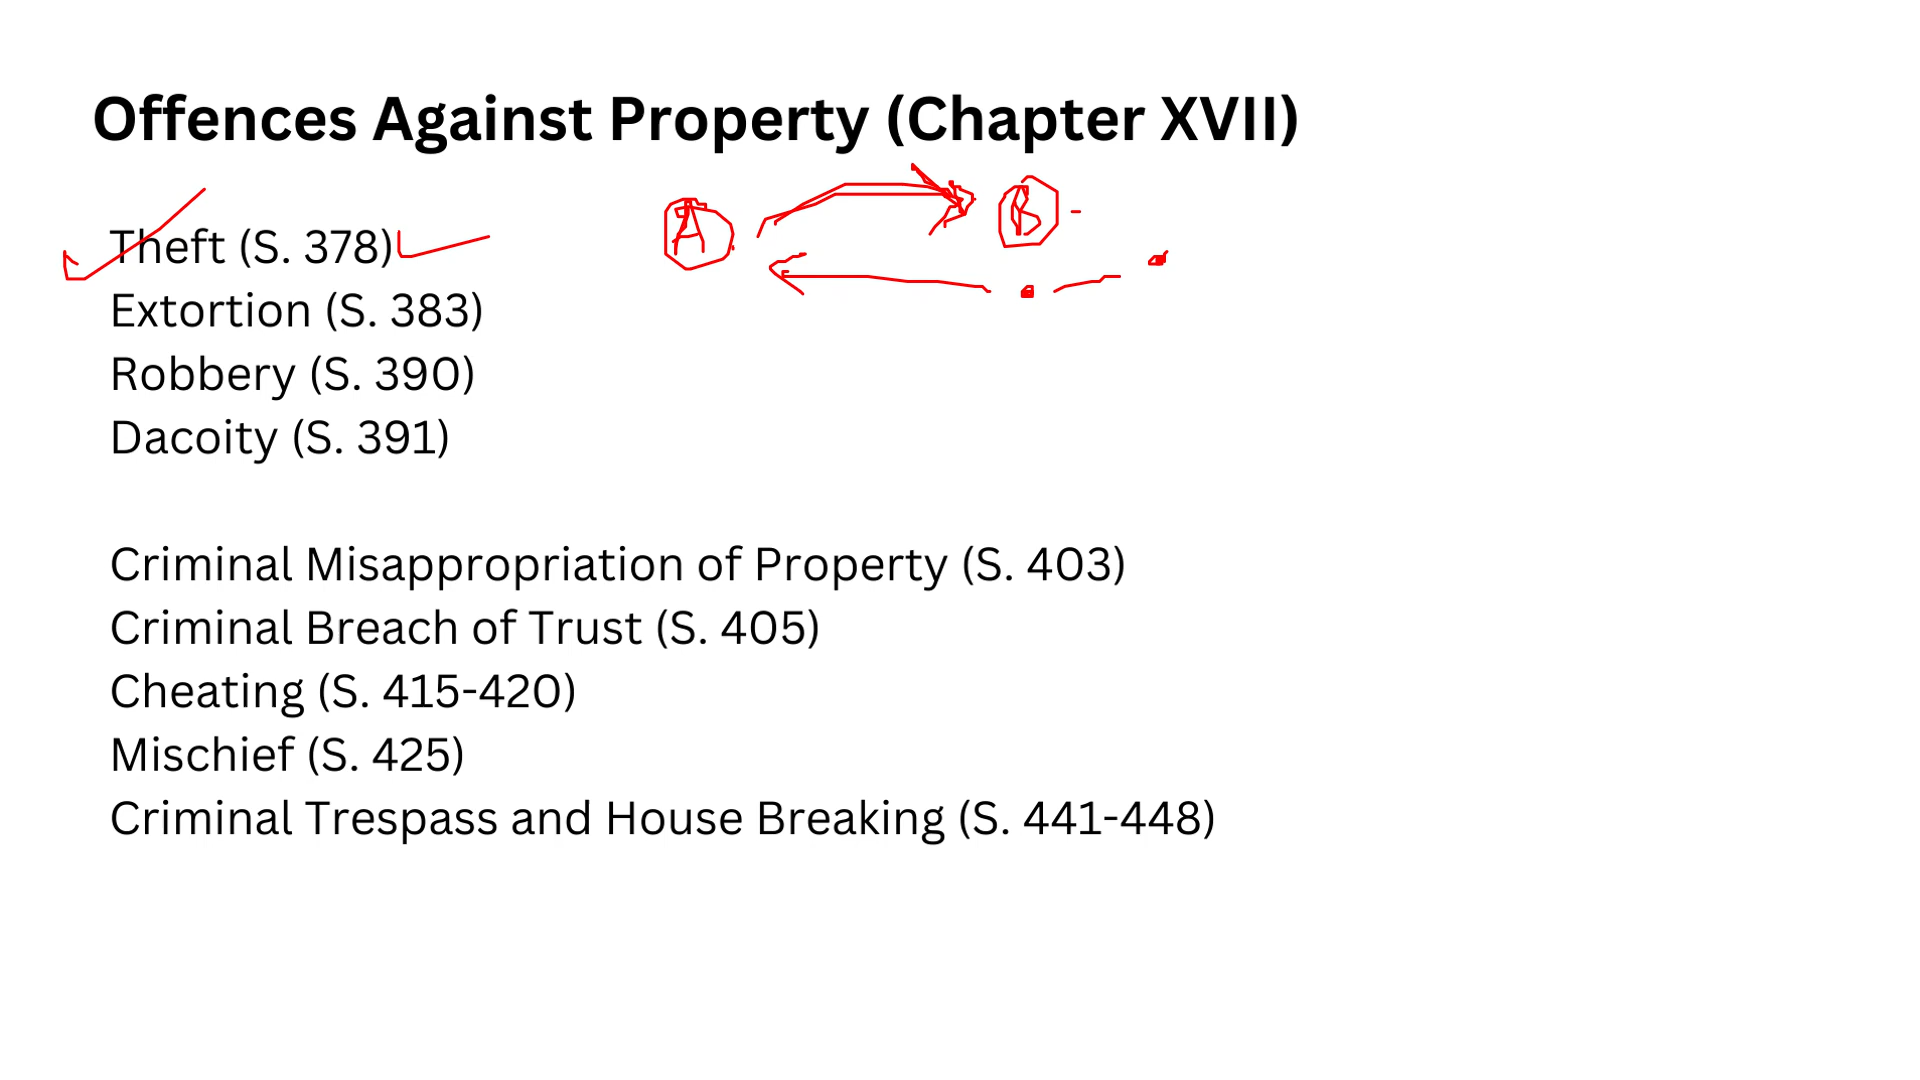 Offences Against Property (Chapter XVII)
A B
Theft (S. 378)
Extortion (S. 383)
Robbery (S. 390)
Dacoity (S. 391)
Criminal Misappropriation of Property (S. 403)
Criminal Breach of Trust (S. 405)
Cheating (S. 415-420)
Mischief (S. 425)
Criminal Trespass and House Breaking (S. 441-448)